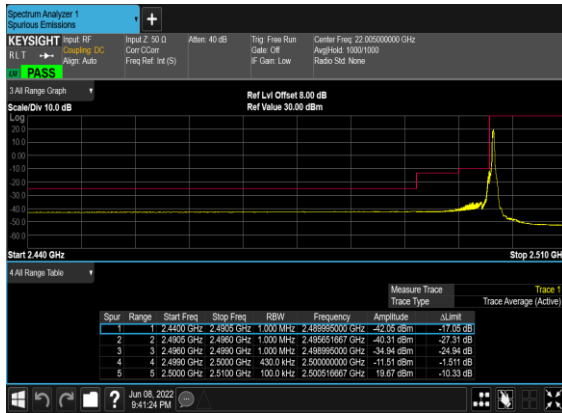 Spectrum Analyzer 1
Spurious Emissions
KEYSIGHT Input: RF Input Z: 50 Ω Atten: 40 dB Trig: Free Run Center Freq: 22.005000000 GHz
Coupling: DC Corr CCorr Gate: Off Avg|Hold: 1000/1000
RLT Align: Auto Freq Ref: Int (S) IF Gain: Low Radio Std: None
PASS
3 All Range Graph
Ref Lvl Offset 8.00 dB
Scale/Div 10.0 dB Ref Value 30.00 dBm
Log
20.0
10.0
0.00
-10.0
-20.0
-30.0
-40.0
-50.0
-60.0
Start 2.440 GHz Stop 2.510 GH
4 All Range Table
Measure Trace Trace 1
Trace Type Trace Average (Active)
Spur Range Start Freq Stop Freq RBW Frequency Amplitude ΔLimit
1 1 2.4400 GHz 2.4905 GHz 1.000 MHz 2.489995000 GHz -42.05 dBm -17.05 dB
2 2 2.4905 GHz 2.4960 GHz 1.000 MHz 2.495651667 GHz -40.31 dBm -27.31 dB
3 3 2.4960 GHz 2.4990 GHz 1.000 MHz 2.498995000 GHz -34.94 dBm -24.94 dB
4 4 2.4990 GHz 2.5000 GHz 430.0 kHz 2.500000000 GHz -11.51 dBm -1.511 dB
5 5 2.5000 GHz 2.5100 GHz 100.0 kHz 2.500516667 GHz 19.67 dBm -10.33 dB
Jun 08, 2022
9:41:24 PM